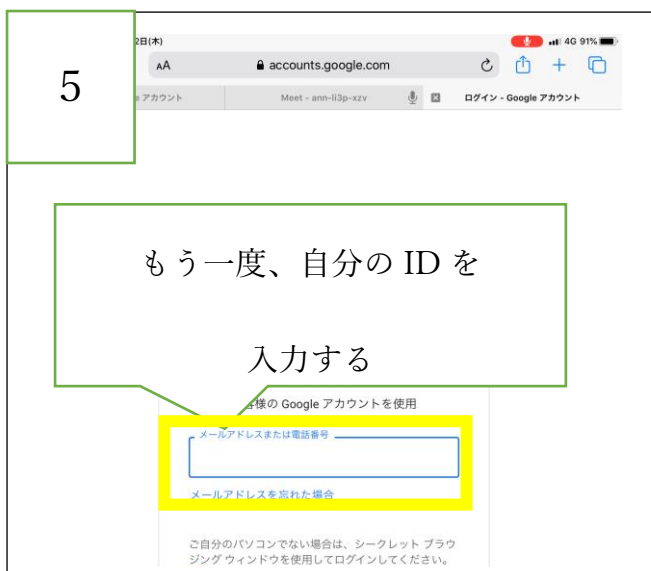 5
2日(木)
4G 91%
AA
accounts.google.com
アカウント
Meet - ann-li3p-xzv
ログイン - Google アカウント
もう一度、自分の ID を
入力する
客様の Google アカウントを使用
メールアドレスまたは電話番号
メールアドレスを忘れた場合
ご自分のパソコンでない場合は、シークレット ブラウ
ジング ウィンドウを使用してログインしてください。